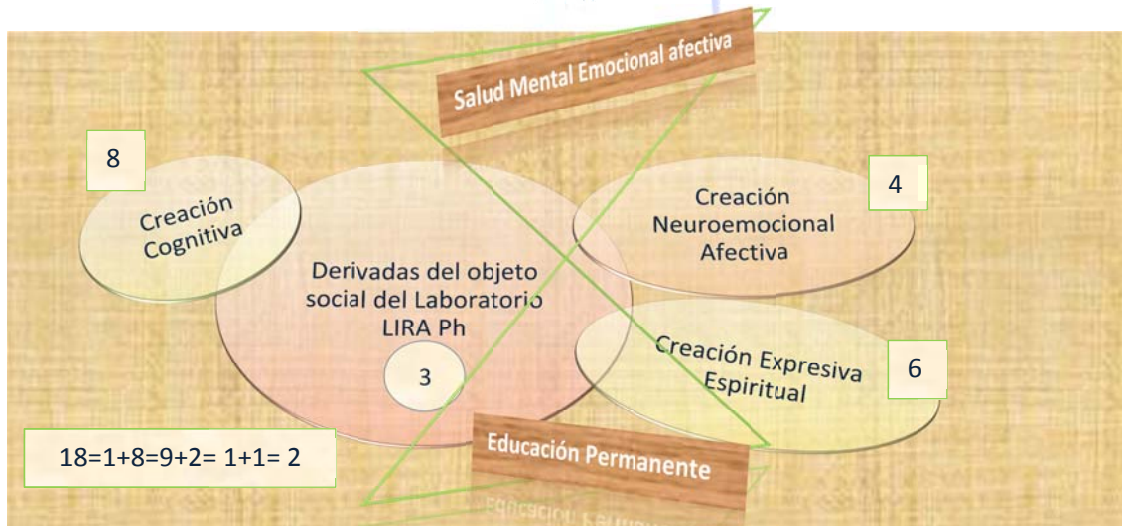 Salud Mental Emocional afectiva
8
Creación
Cognitiva
4
Creación
Neuroemocional
Afectiva
Derivadas del objeto
social del Laboratorio
LIRA Ph
3
Creación Expresiva
Espiritual
6
Educación Permanente
18=1+8=9+2= 1+1= 2